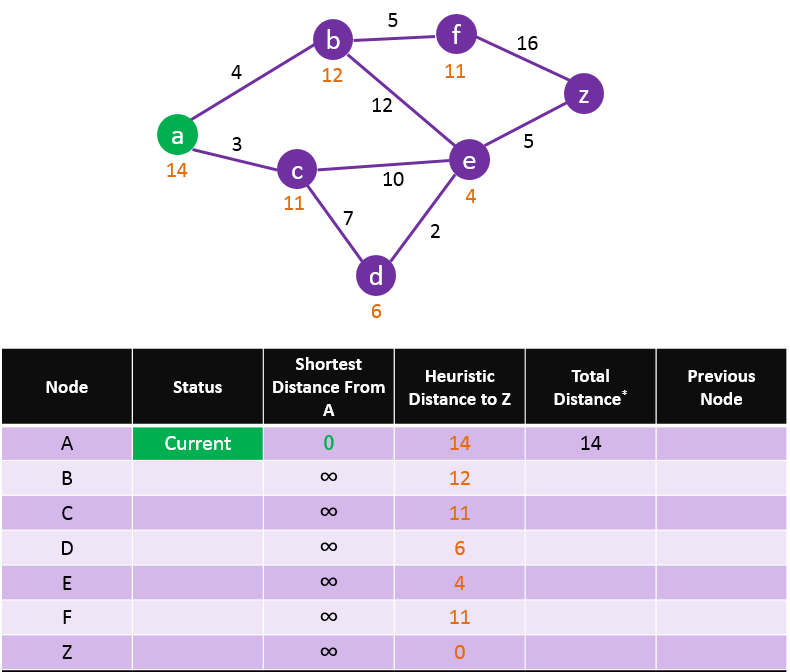 5
b
f
16
4
12
11
z
12
a
3
5
14
c
10
e
11
4
7
2
d
6
Node Status Shortest Distance From A Heuristic Distance to Z Total Distance* Previous Node
A Current 0 14 14
B ∞ 12
C ∞ 11
D ∞ 6
E ∞ 4
F ∞ 11
Z ∞ 0